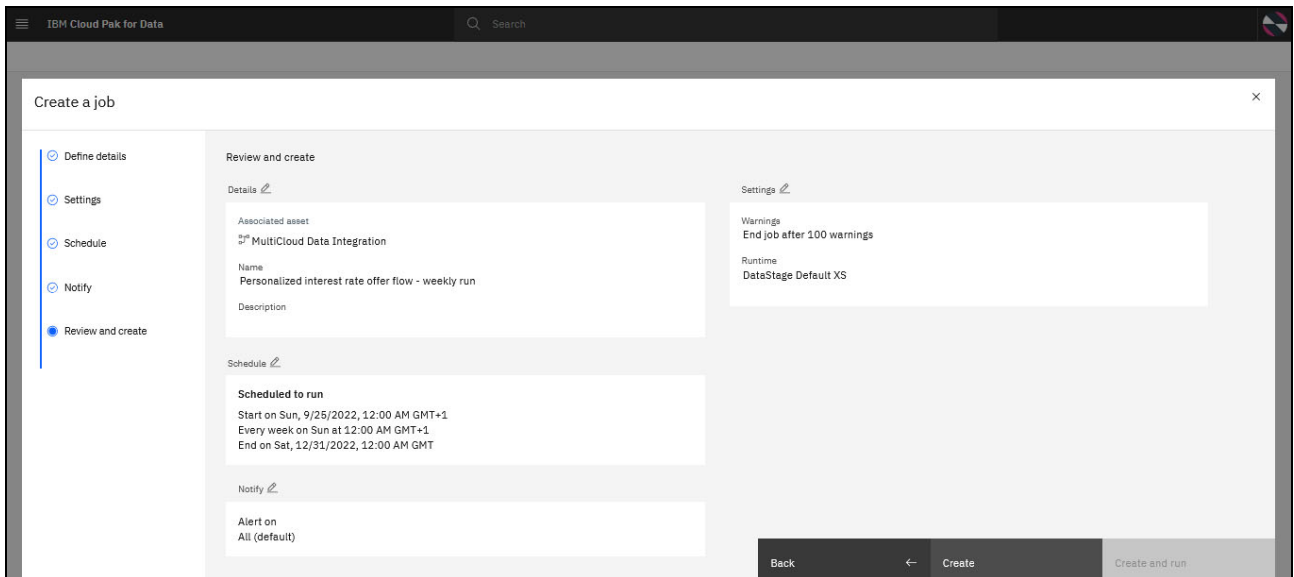 IBM Cloud Pak for Data
Search
Create a job
Define details
Settings
Schedule
Notify
Review and create
Review and create
Details
Associated asset
MultiCloud Data Integration
Name
Personalized interest rate offer flow - weekly run
Description
Settings
Warnings
End job after 100 warnings
Runtime
DataStage Default XS
Schedule
Scheduled to run
Start on Sun, 9/25/2022, 12:00 AM GMT+1
Every week on Sun at 12:00 AM GMT+1
End on Sat, 12/31/2022, 12:00 AM GMT
Notify
Alert on
All (default)
Back
Create
Create and run